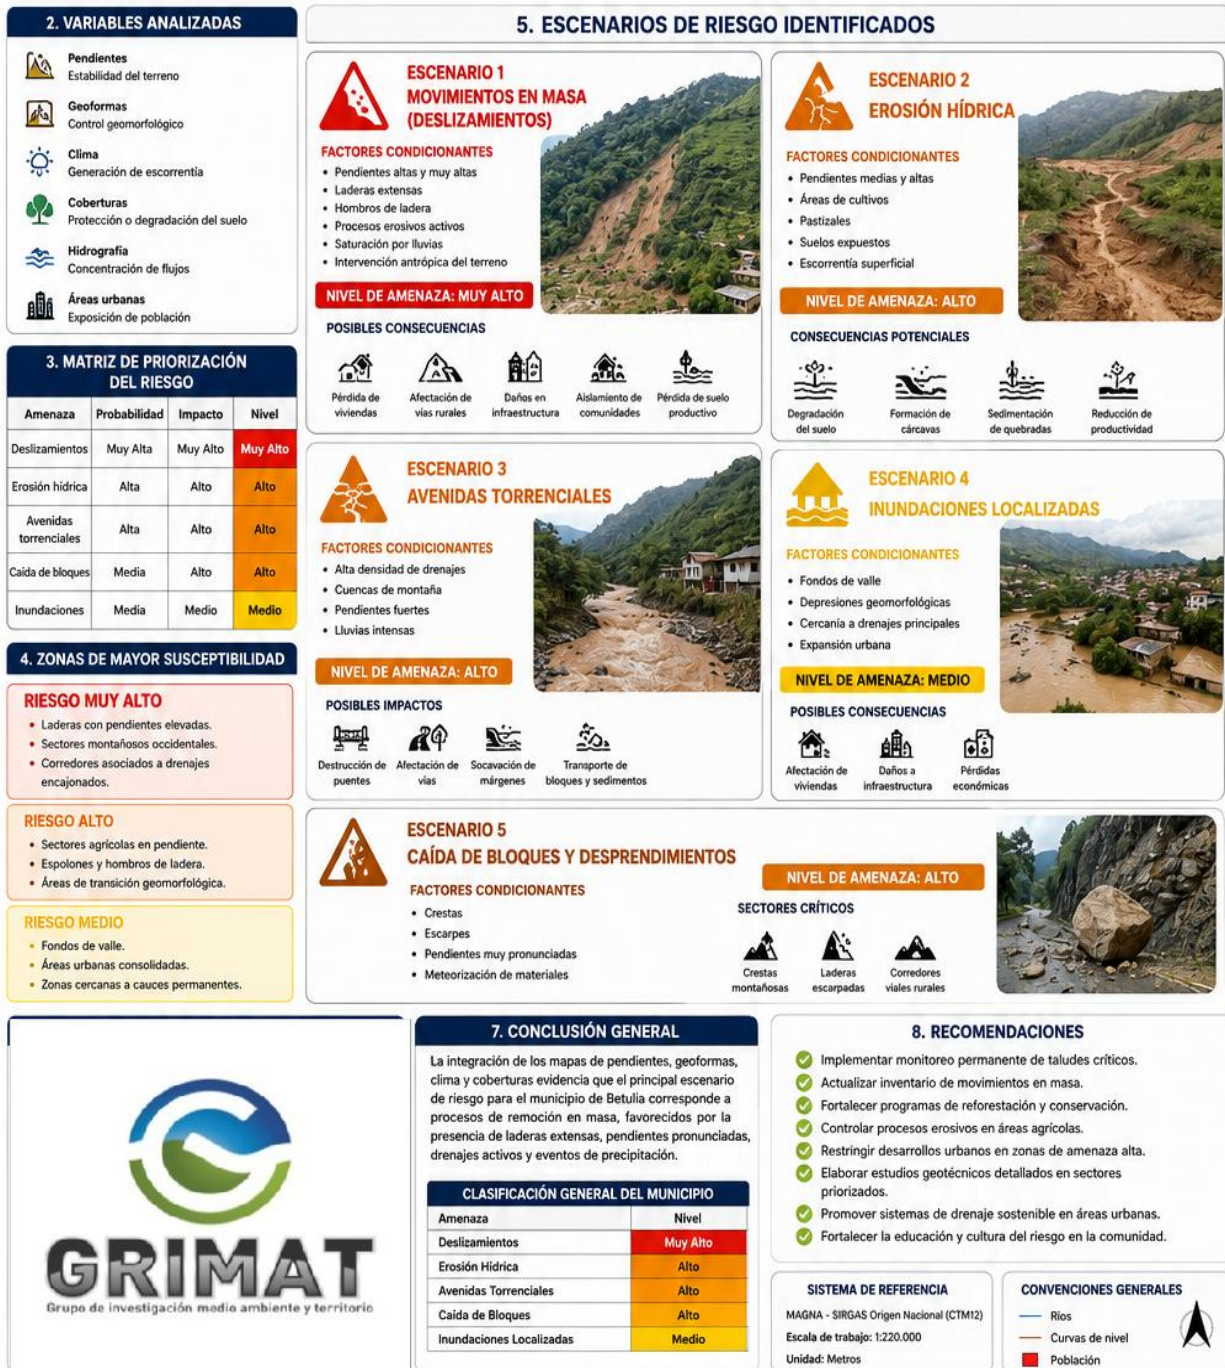 2. VARIABLES ANALIZADAS
Pendientes
Estabilidad del terreno
Geoformas
Control geomorfológico
Clima
Generación de escorrentía
Coberturas
Protección o degradación del suelo
Hidrografía
Concentración de flujos
Áreas urbanas
Exposición de población
3. MATRIZ DE PRIORIZACIÓN
DEL RIESGO
Amenaza Probabilidad Impacto Nivel
Deslizamientos Muy Alta Muy Alto Muy Alto
Erosión hídrica Alta Alto Alto
Avenidas
torrenciales Alta Alto Alto
Caída de bloques Media Alto Alto
Inundaciones Media Medio Medio
4. ZONAS DE MAYOR SUSCEPTIBILIDAD
RIESGO MUY ALTO
• Laderas con pendientes elevadas.
• Sectores montañosos occidentales.
• Corredores asociados a drenajes
encajonados.
RIESGO ALTO
• Sectores agrícolas en pendiente.
• Espolones y hombros de ladera.
• Áreas de transición geomorfológica.
RIESGO MEDIO
• Fondos de valle.
• Áreas urbanas consolidadas.
• Zonas cercanas a cauces permanentes.
5. ESCENARIOS DE RIESGO IDENTIFICADOS
ESCENARIO 1
MOVIMIENTOS EN MASA
(DESLIZAMIENTOS)
FACTORES CONDICIONANTES
• Pendientes altas y muy altas
• Laderas extensas
• Hombros de ladera
• Procesos erosivos activos
• Saturación por lluvias
• Intervención antrópica del terreno
NIVEL DE AMENAZA: MUY ALTO
POSIBLES CONSECUENCIAS
Pérdida de
viviendas
Afectación de
vías rurales
Daños en
infraestructura
Aislamiento de
comunidades
Pérdida de suelo
productivo
ESCENARIO 2
EROSIÓN HÍDRICA
FACTORES CONDICIONANTES
• Pendientes medias y altas
• Áreas de cultivos
• Pastizales
• Suelos expuestos
• Escorrentía superficial
NIVEL DE AMENAZA: ALTO
CONSECUENCIAS POTENCIALES
Degradación
del suelo
Formación de
cárcavas
Sedimentación
de quebradas
Reducción de
productividad
ESCENARIO 3
AVENIDAS TORRENCIALES
FACTORES CONDICIONANTES
• Alta densidad de drenajes
• Cuencas de montaña
• Pendientes fuertes
• Lluvias intensas
NIVEL DE AMENAZA: ALTO
POSIBLES IMPACTOS
Destrucción de
puentes
Afectación de
vías
Socavación de
márgenes
Transporte de
bloques y sedimentos
ESCENARIO 4
INUNDACIONES LOCALIZADAS
FACTORES CONDICIONANTES
• Fondos de valle
• Depresiones geomorfológicas
• Cercanía a drenajes principales
• Expansión urbana
NIVEL DE AMENAZA: MEDIO
POSIBLES CONSECUENCIAS
Afectación de
viviendas
Daños a
infraestructura
Pérdidas
económicas
ESCENARIO 5
CAÍDA DE BLOQUES Y DESPRENDIMIENTOS
FACTORES CONDICIONANTES
• Crestas
• Escarpes
• Pendientes muy pronunciadas
• Meteorización de materiales
NIVEL DE AMENAZA: ALTO
SECTORES CRÍTICOS
Crestas
montañosas
Laderas
escarpadas
Corredores
viales rurales
GRIMAT
Grupo de investigación medio ambiente y territorio
7. CONCLUSIÓN GENERAL
La integración de los mapas de pendientes, geoformas,
clima y coberturas evidencia que el principal escenario
de riesgo para el municipio de Betulia corresponde a
procesos de remoción en masa, favorecidos por la
presencia de laderas extensas, pendientes pronunciadas,
drenajes activos y eventos de precipitación.
CLASIFICACIÓN GENERAL DEL MUNICIPIO
Amenaza Nivel
Deslizamientos Muy Alto
Erosión Hídrica Alto
Avenidas Torrenciales Alto
Caída de Bloques Alto
Inundaciones Localizadas Medio
8. RECOMENDACIONES
Implementar monitoreo permanente de taludes críticos.
Actualizar inventario de movimientos en masa.
Fortalecer programas de reforestación y conservación.
Controlar procesos erosivos en áreas agrícolas.
Restringir desarrollos urbanos en zonas de amenaza alta.
Elaborar estudios geotécnicos detallados en sectores
priorizados.
Promover sistemas de drenaje sostenible en áreas urbanas.
Fortalecer la educación y cultura del riesgo en la comunidad.
SISTEMA DE REFERENCIA
MAGNA - SIRGAS Origen Nacional (CTM12)
Escala de trabajo: 1:220.000
Unidad: Metros
CONVENCIONES GENERALES
Ríos
Curvas de nivel
Población